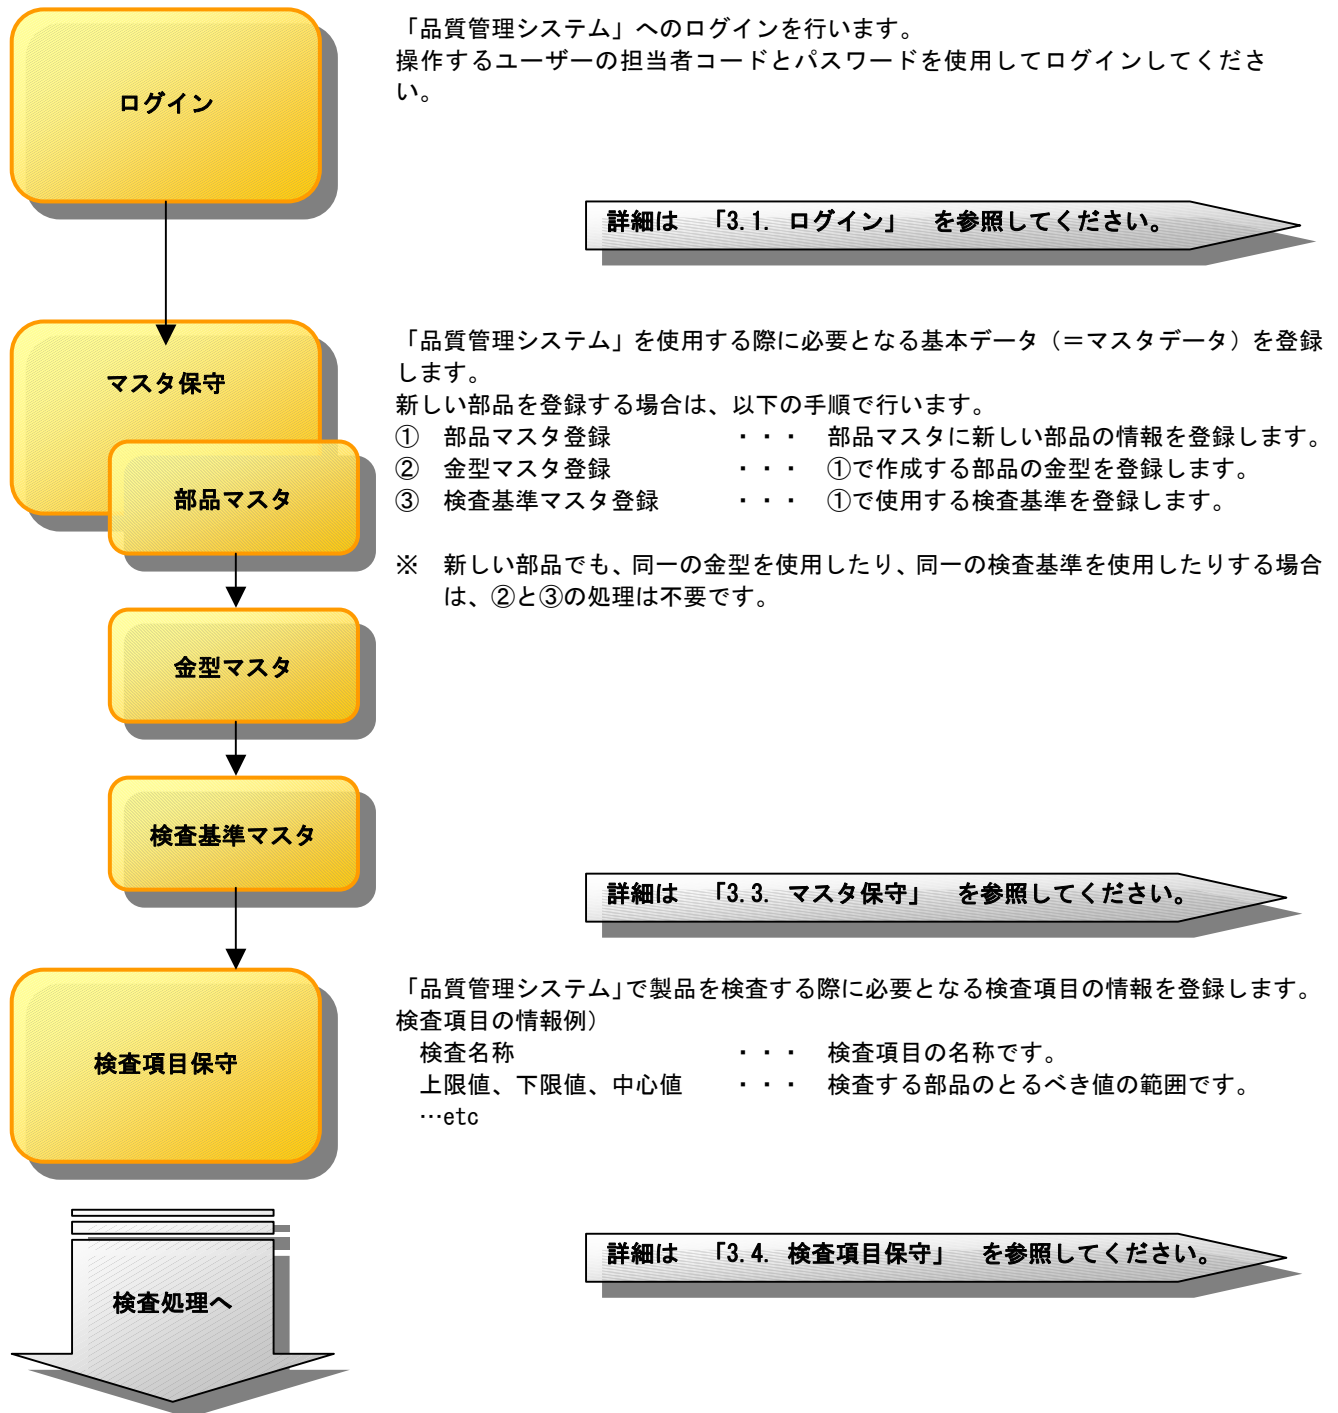 ログイン
「品質管理システム」へのログインを行います。
操作するユーザーの担当者コードとパスワードを使用してログインしてくださ
い。
詳細は 「3.1. ログイン」 を参照してください。
マスタ保守
部品マスタ
金型マスタ
検査基準マスタ
「品質管理システム」を使用する際に必要となる基本データ（＝マスタデータ）を登録
します。
新しい部品を登録する場合は、以下の手順で行います。
① 部品マスタ登録 ・・・ 部品マスタに新しい部品の情報を登録します。
② 金型マスタ登録 ・・・ ①で作成する部品の金型を登録します。
③ 検査基準マスタ登録 ・・・ ①で使用する検査基準を登録します。
※ 新しい部品でも、同一の金型を使用したり、同一の検査基準を使用したりする場合
は、②と③の処理は不要です。
詳細は 「3.3. マスタ保守」 を参照してください。
検査項目保守
「品質管理システム」で製品を検査する際に必要となる検査項目の情報を登録します。
検査項目の情報例）
検査名称 ・・・ 検査項目の名称です。
上限値、下限値、中心値 ・・・ 検査する部品のとるべき値の範囲です。
…etc
詳細は 「3.4. 検査項目保守」 を参照してください。
検査処理へ